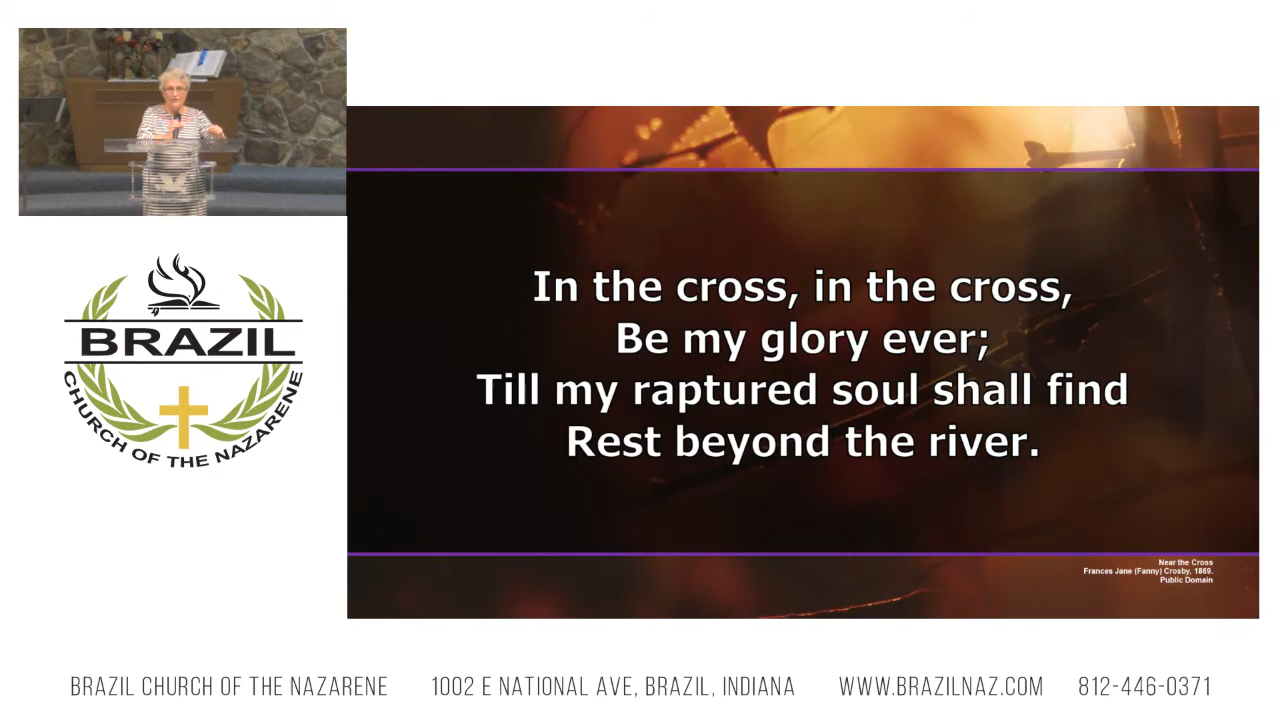 In the cross, in the cross,
Be my glory ever;
Till my raptured soul shall find
Rest beyond the river.
Near the Cross
Frances Jane (Fanny) Crosby, 1869.
Public Domain
BRAZIL
CHURCH OF THE NAZARENE
BRAZIL CHURCH OF THE NAZARENE 1002 E NATIONAL AVE, BRAZIL, INDIANA WWW.BRAZILNAZ.COM 812-446-0371